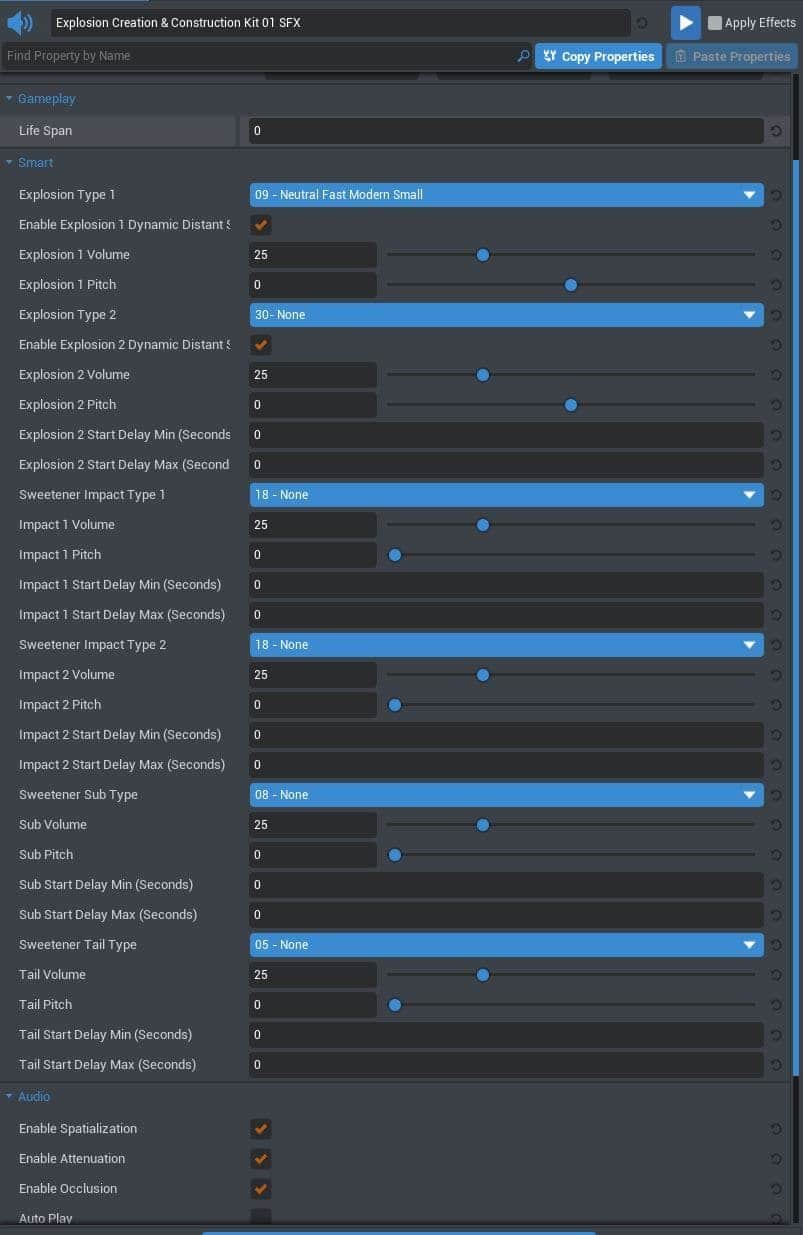 Explosion Creation & Construction Kit 01 SFX
Apply Effects
Find Property by Name
Copy Properties
Paste Properties
Gameplay
Life Span 0
Smart
Explosion Type 1 09 - Neutral Fast Modern Small
Enable Explosion 1 Dynamic Distant S
Explosion 1 Volume 25
Explosion 1 Pitch 0
Explosion Type 2 30- None
Enable Explosion 2 Dynamic Distant S
Explosion 2 Volume 25
Explosion 2 Pitch 0
Explosion 2 Start Delay Min (Seconds 0
Explosion 2 Start Delay Max (Second 0
Sweetener Impact Type 1 18 - None
Impact 1 Volume 25
Impact 1 Pitch 0
Impact 1 Start Delay Min (Seconds) 0
Impact 1 Start Delay Max (Seconds) 0
Sweetener Impact Type 2 18 - None
Impact 2 Volume 25
Impact 2 Pitch 0
Impact 2 Start Delay Min (Seconds) 0
Impact 2 Start Delay Max (Seconds) 0
Sweetener Sub Type 08 - None
Sub Volume 25
Sub Pitch 0
Sub Start Delay Min (Seconds) 0
Sub Start Delay Max (Seconds) 0
Sweetener Tail Type 05 - None
Tail Volume 25
Tail Pitch 0
Tail Start Delay Min (Seconds) 0
Tail Start Delay Max (Seconds) 0
Audio
Enable Spatialization
Enable Attenuation
Enable Occlusion
Auto Play